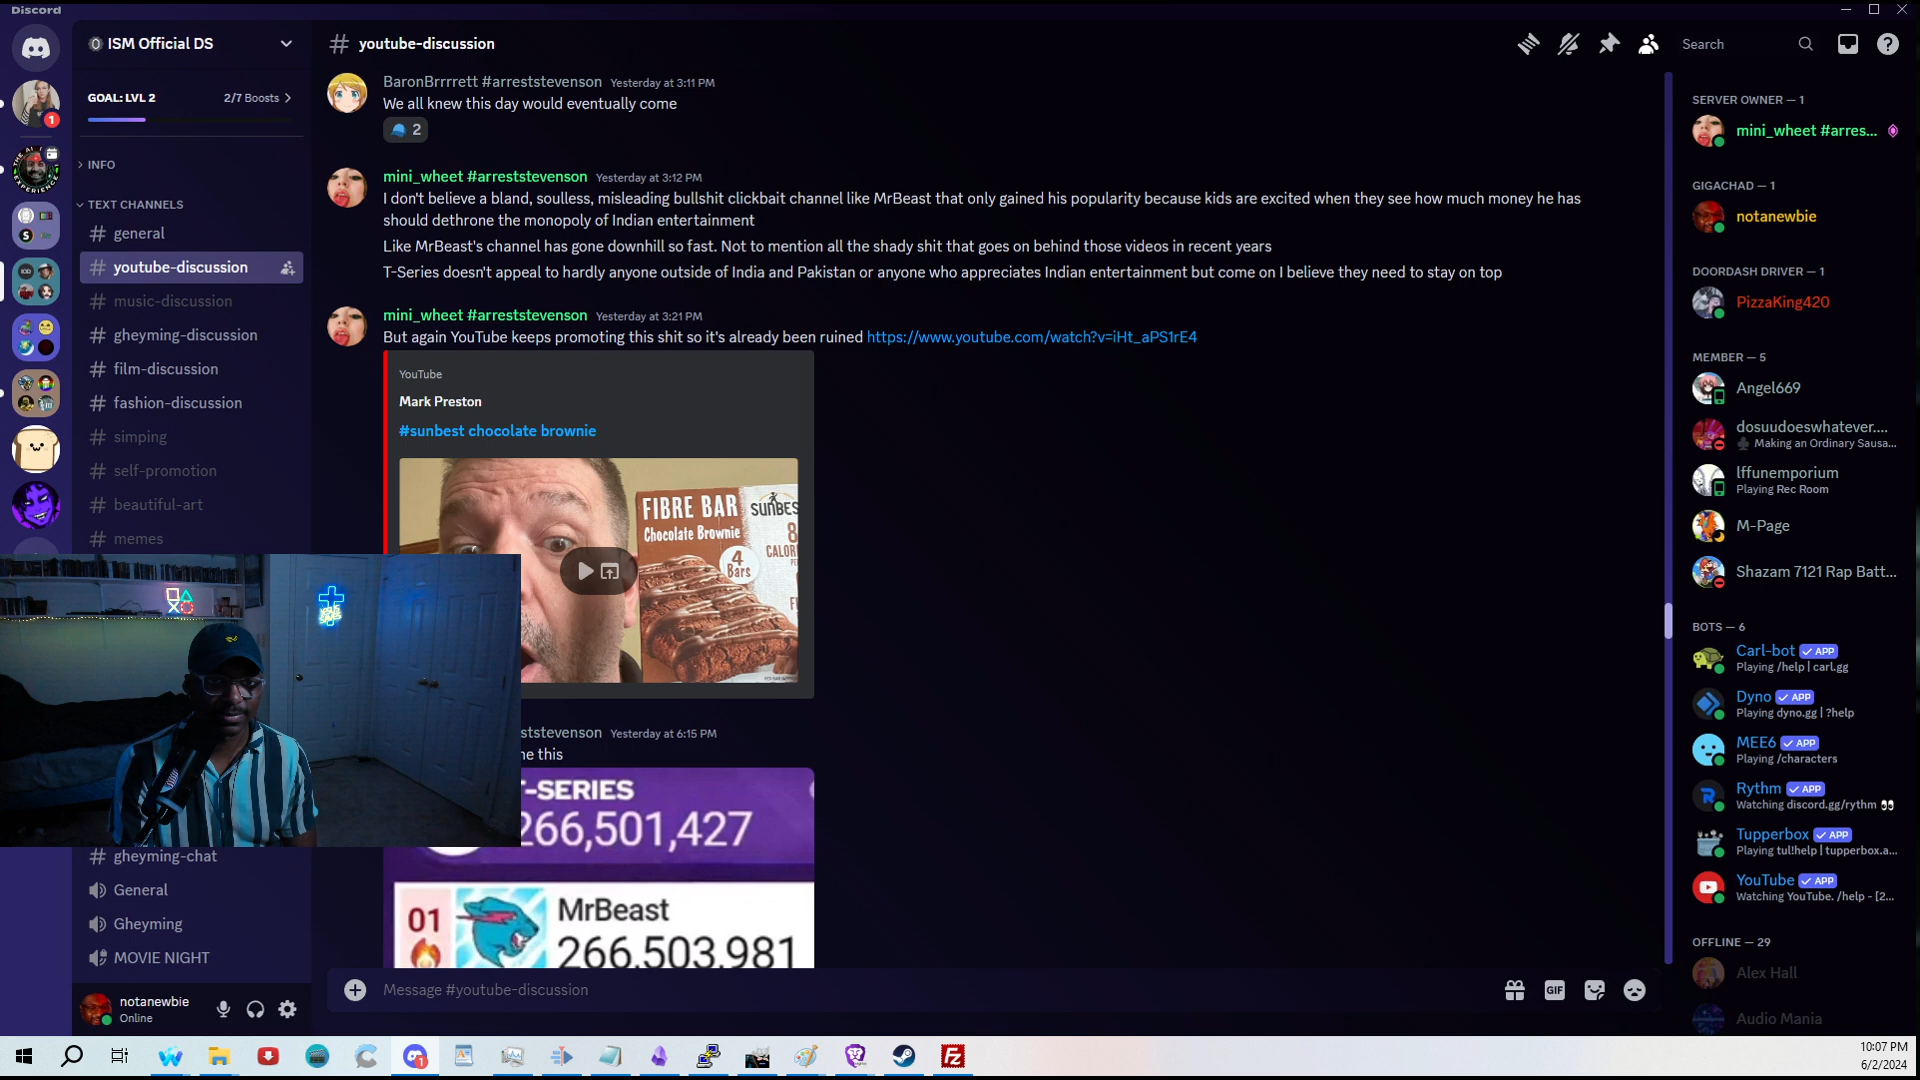 Discord
ISM Official DS
GOAL: LVL 2
2/7 Boosts
INFO
TEXT CHANNELS
general
youtube-discussion
music-discussion
gheyming-discussion
film-discussion
fashion-discussion
simping
self-promotion
beautiful-art
memes
gheyming-chat
General
Gheyming
MOVIE NIGHT
notanewbie
Online
youtube-discussion
Search
BaronBrrrrett #arreststevenson Yesterday at 3:11 PM
We all knew this day would eventually come
2
mini_wheet #arreststevenson Yesterday at 3:12 PM
I don't believe a bland, soulless, misleading bullshit clickbait channel like MrBeast that only gained his popularity because kids are excited when they see how much money he has
should dethrone the monopoly of Indian entertainment
Like MrBeast's channel has gone downhill so fast. Not to mention all the shady shit that goes on behind those videos in recent years
T-Series doesn't appeal to hardly anyone outside of India and Pakistan or anyone who appreciates Indian entertainment but come on I believe they need to stay on top
mini_wheet #arreststevenson Yesterday at 3:21 PM
But again YouTube keeps promoting this shit so it's already been ruined https://www.youtube.com/watch?v=iHt_aPS1rE4
YouTube
Mark Preston
#sunbest chocolate brownie
FIBRE BAR
Chocolate Brownie
4
Bars
SUNBES
8
CALOR
JESUS
SAVES
ststevenson Yesterday at 6:15 PM
ne this
T-SERIES
266,501,427
01
MrBeast
266,503,981
Message #youtube-discussion
GIF
SERVER OWNER — 1
mini_wheet #arres...
GIGACHAD — 1
notanewbie
DOORDASH DRIVER — 1
PizzaKing420
MEMBER — 5
Angel669
dosuudoeswhatever....
Making an Ordinary Sausa...
lffunemporium
Playing Rec Room
M-Page
Shazam 7121 Rap Batt...
BOTS — 6
Carl-bot APP
Playing /help | carl.gg
Dyno APP
Playing dyno.gg | ?help
MEE6 APP
Playing /characters
Rythm APP
Watching discord.gg/rythm
Tupperbox APP
Playing tul!help | tupperbox.a...
YouTube APP
Watching YouTube. /help - [2...
OFFLINE — 29
Alex Hall
Audio Mania
10:07 PM
6/2/2024